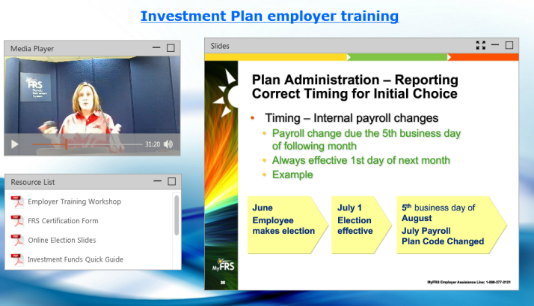 Investment Plan employer training
Media Player
31:20
Resource List
Employer Training Workshop
FRS Certification Form
Online Election Slides
Investment Funds Quick Guide
Slides
Plan Administration – Reporting
Correct Timing for Initial Choice
• Timing – Internal payroll changes
• Payroll change due the 5th business day
of following month
• Always effective 1st day of next month
• Example
June
Employee
makes election
July 1
Election
effective
5th business day of
August
July Payroll
Plan Code Changed
MyFRS
MyFRS Employer Assistance Line: 1-866-377-2121